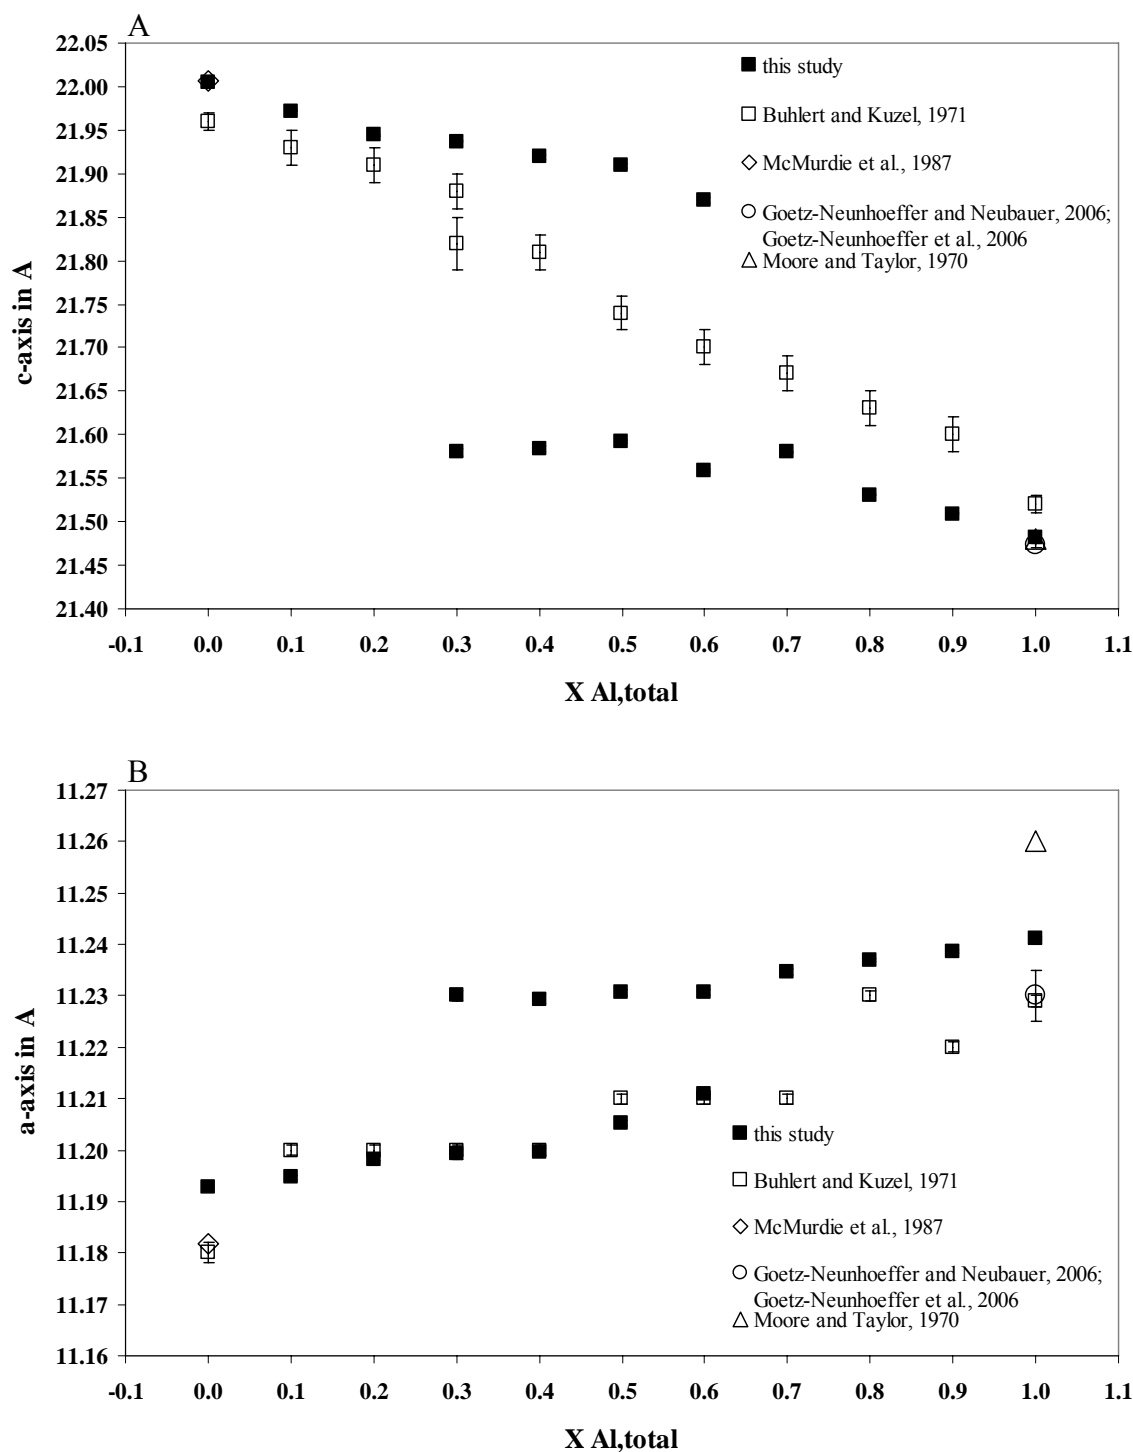 A
22.05
22.00
21.95
21.90
21.85
21.80
21.75
21.70
21.65
21.60
21.55
21.50
21.45
21.40
c-axis in A
this study
Buhlert and Kuzel, 1971
McMurdie et al., 1987
Goetz-Neunhoeffer and Neubauer, 2006;
Goetz-Neunhoeffer et al., 2006
Moore and Taylor, 1970
-0.1 0.0 0.1 0.2 0.3 0.4 0.5 0.6 0.7 0.8 0.9 1.0 1.1
X Al,total
B
11.27
11.26
11.25
11.24
11.23
11.22
11.21
11.20
11.19
11.18
11.17
11.16
a-axis in A
this study
Buhlert and Kuzel, 1971
McMurdie et al., 1987
Goetz-Neunhoeffer and Neubauer, 2006;
Goetz-Neunhoeffer et al., 2006
Moore and Taylor, 1970
-0.1 0.0 0.1 0.2 0.3 0.4 0.5 0.6 0.7 0.8 0.9 1.0 1.1
X Al,total